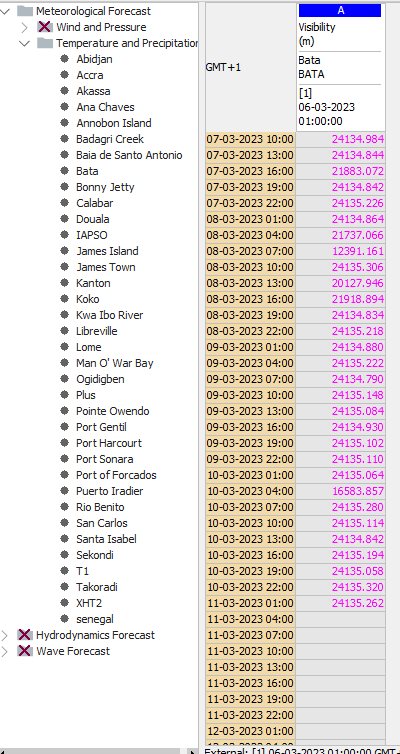 Meteorological Forecast
Wind and Pressure
Temperature and Precipitation
Abidjan
Accra
Akassa
Ana Chaves
Annobon Island
Badagri Creek
Baia de Santo Antonio
Bata
Bonny Jetty
Calabar
Douala
IAPSO
James Island
James Town
Kanton
Koko
Kwa Ibo River
Libreville
Lome
Man O' War Bay
Ogidigben
Plus
Pointe Owendo
Port Gentil
Port Harcourt
Port Sonara
Port of Forcados
Puerto Iradier
Rio Benito
San Carlos
Santa Isabel
Sekondi
T1
Takoradi
XHT2
senegal
Hydrodynamics Forecast
Wave Forecast
A
Visibility
(m)
GMT+1
Bata
BATA
[1]
06-03-2023
01:00:00
07-03-2023 10:00 24134.984
07-03-2023 13:00 24134.844
07-03-2023 16:00 21883.072
07-03-2023 19:00 24134.842
07-03-2023 22:00 24135.226
08-03-2023 01:00 24134.864
08-03-2023 04:00 21737.066
08-03-2023 07:00 12391.161
08-03-2023 10:00 24135.306
08-03-2023 13:00 20127.946
08-03-2023 16:00 21918.894
08-03-2023 19:00 24134.834
08-03-2023 22:00 24135.218
09-03-2023 01:00 24134.880
09-03-2023 04:00 24135.222
09-03-2023 07:00 24134.790
09-03-2023 10:00 24135.148
09-03-2023 13:00 24135.084
09-03-2023 16:00 24134.930
09-03-2023 19:00 24135.102
09-03-2023 22:00 24135.110
10-03-2023 01:00 24135.064
10-03-2023 04:00 16583.857
10-03-2023 07:00 24135.280
10-03-2023 10:00 24135.114
10-03-2023 13:00 24134.842
10-03-2023 16:00 24135.194
10-03-2023 19:00 24135.058
10-03-2023 22:00 24135.320
11-03-2023 01:00 24135.262
11-03-2023 04:00
11-03-2023 07:00
11-03-2023 10:00
11-03-2023 13:00
11-03-2023 16:00
11-03-2023 19:00
11-03-2023 22:00
12-03-2023 01:00
External: [1] 06-03-2023 01:00:00 GMT+